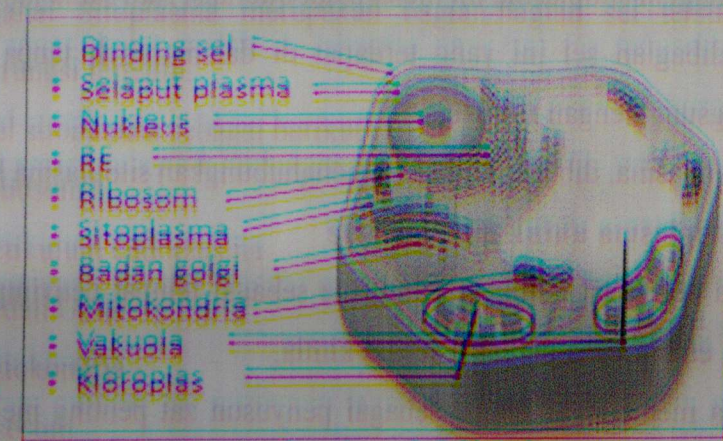 • Dinding sel
• Selaput plasma
• Nukleus
• RE
• Ribosom
• Sitoplasma
• Badan golgi
• Mitokondria
• Vakuola
• Kloroplas